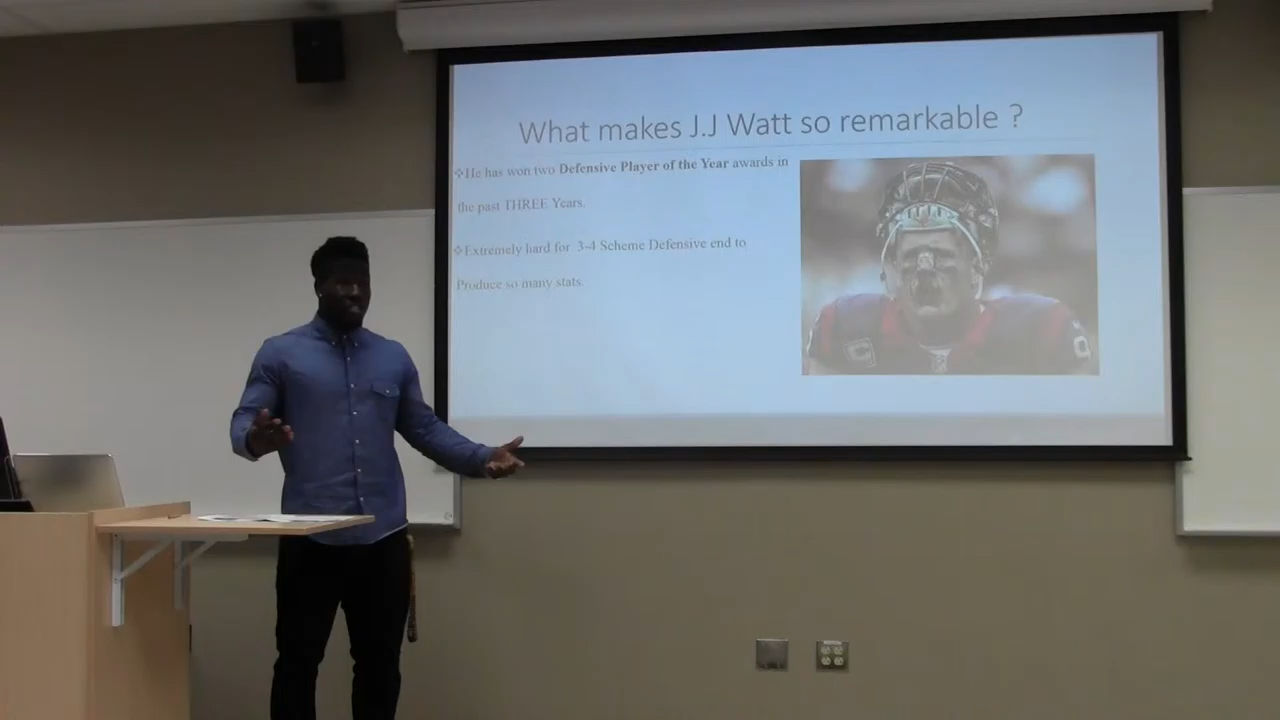 What makes J.J Watt so remarkable ?
❖He has won two Defensive Player of the Year awards in
the past THREE Years.
❖Extremely hard for 3-4 Scheme Defensive end to
Produce so many stats.
C